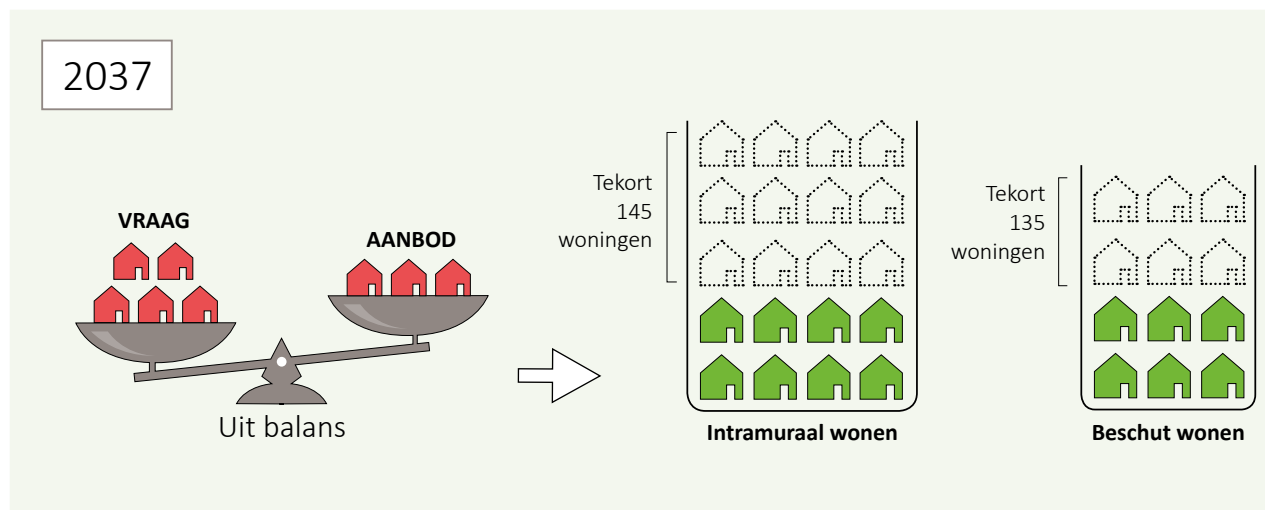 2037
VRAAG
AANBOD
Uit balans
Tekort
145
woningen
Intramuraal wonen
Tekort
135
woningen
Beschut wonen